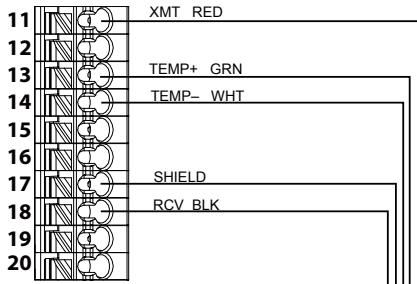 11 XMT RED
12
13 TEMP+ GRN
14 TEMP– WHT
15
16
17 SHIELD
18 RCV BLK
19
20